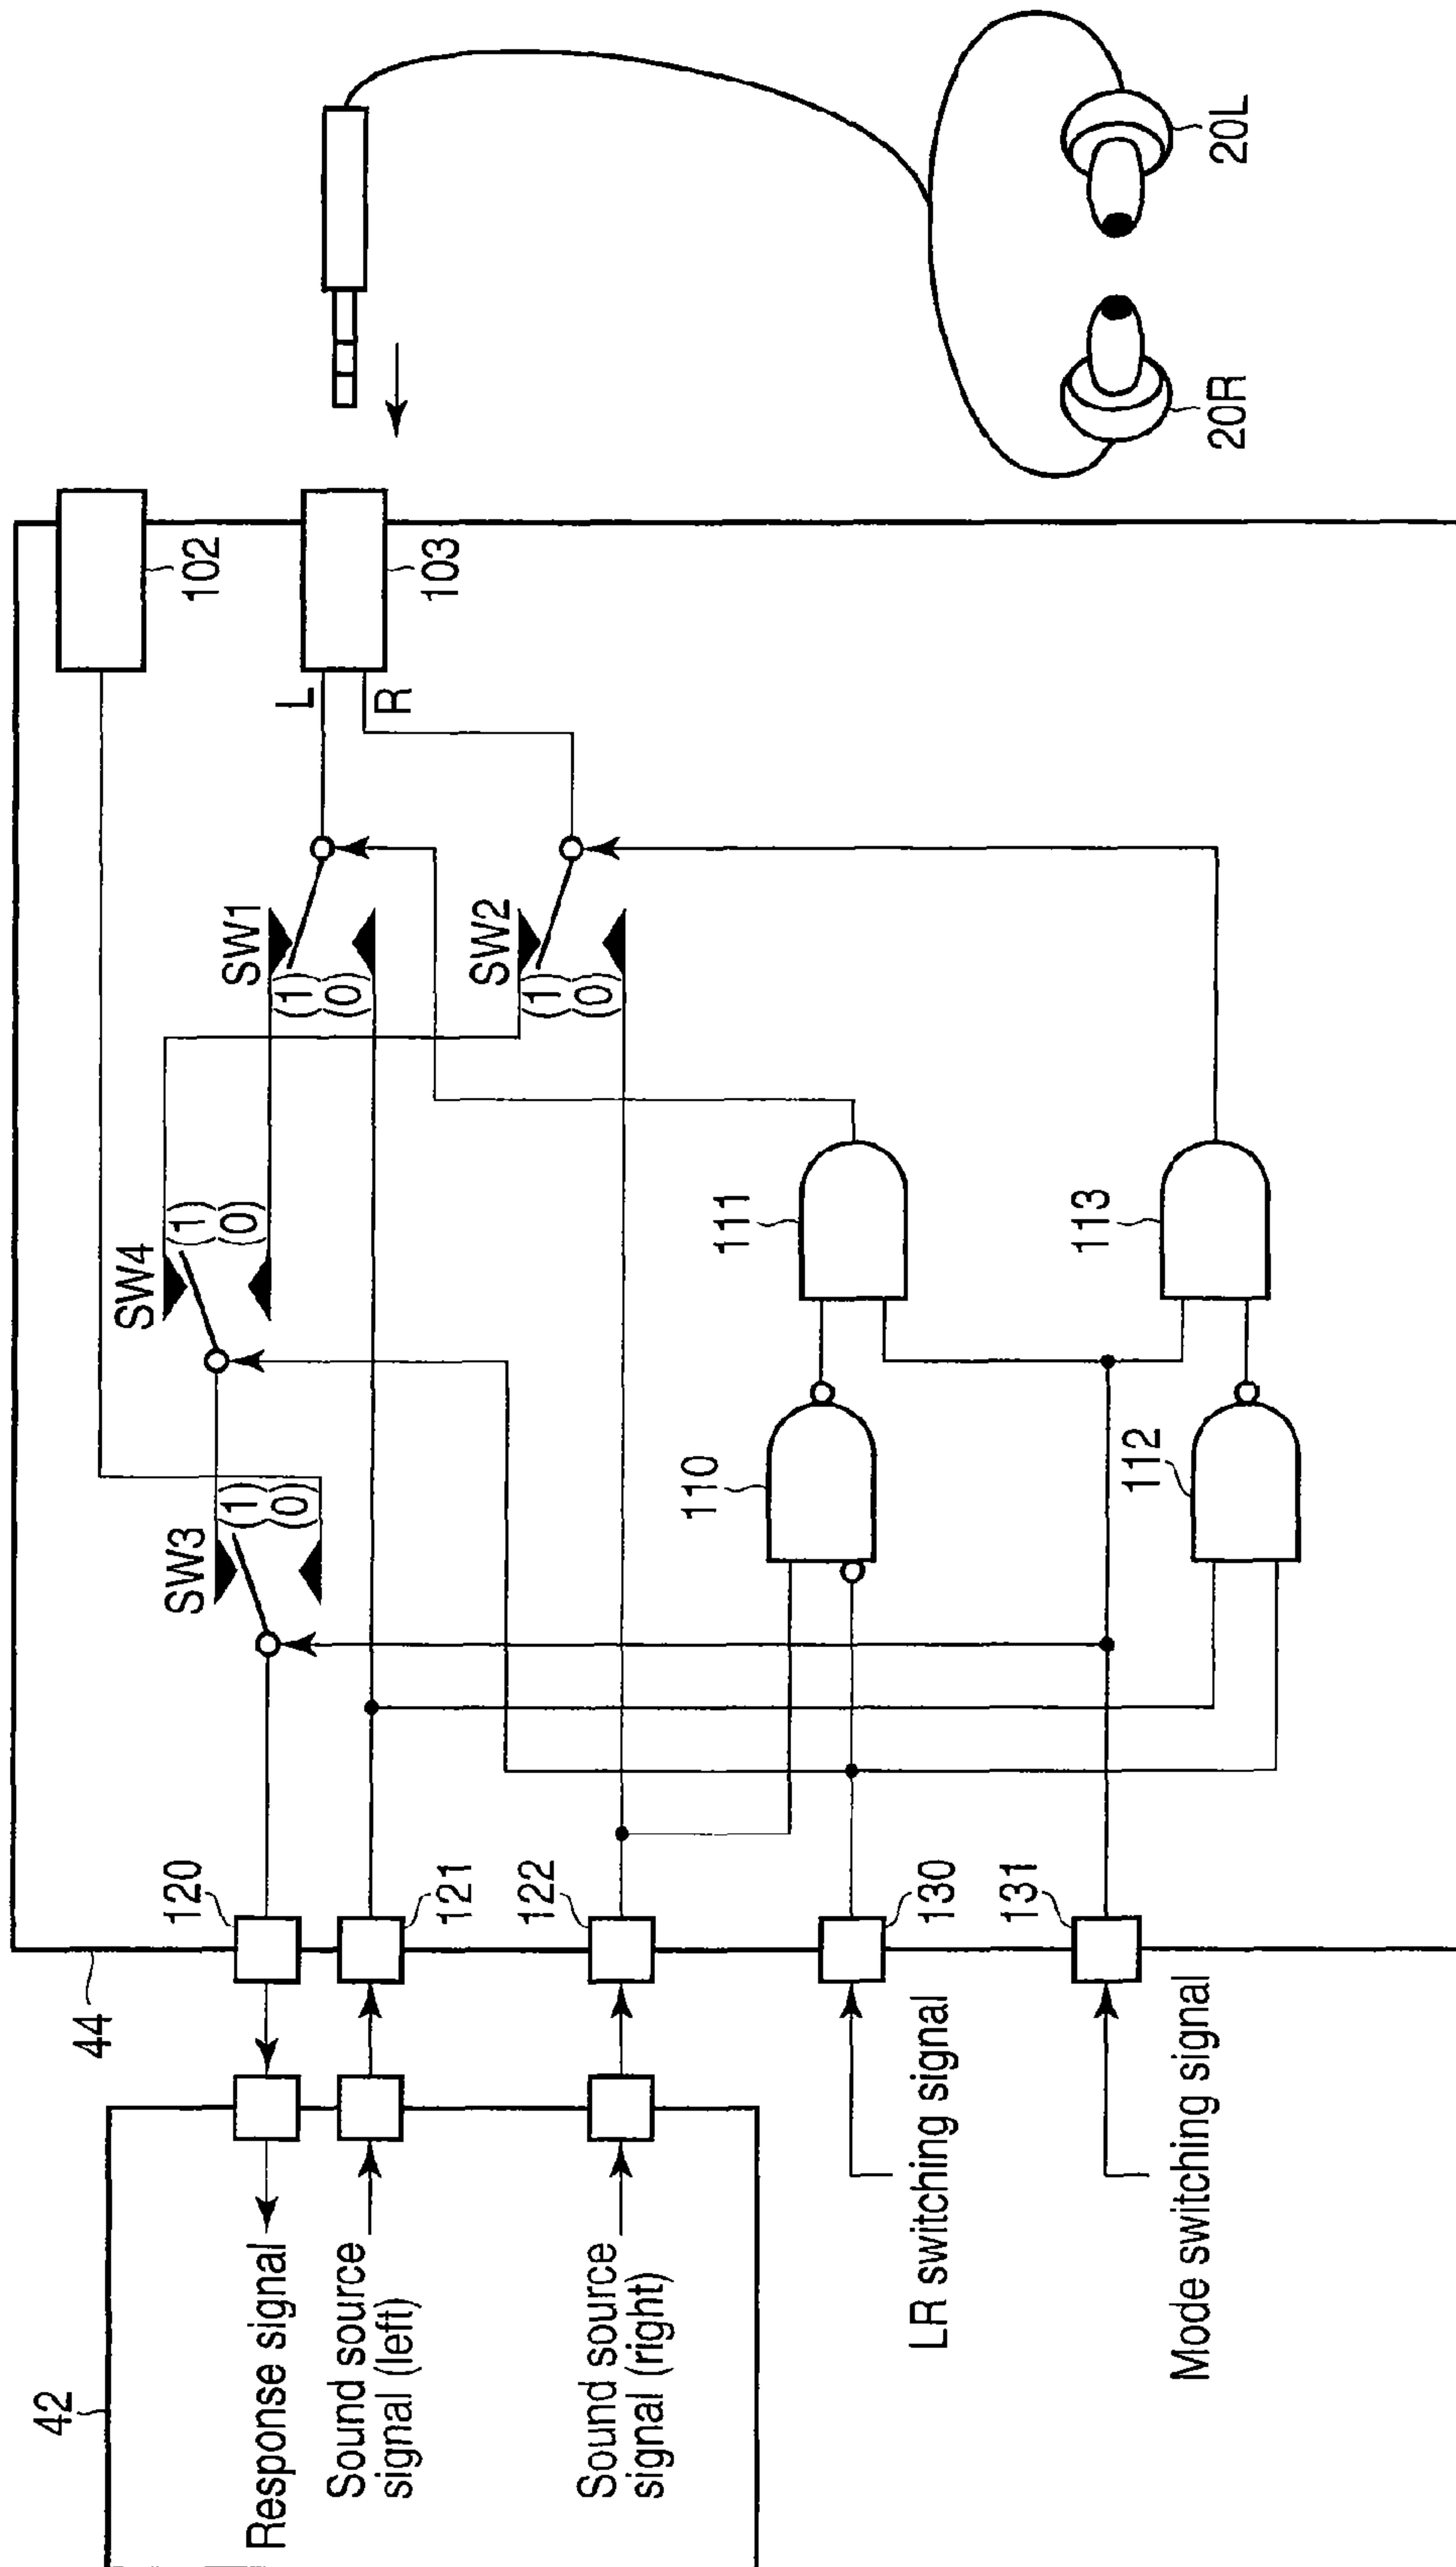 42
44
Response signal
Sound source
signal (left)
Sound source
signal (right)
LR switching signal
Mode switching signal
120
121
122
130
131
SW3
(1)
(0)
SW4
(1)
(0)
SW1
(1)
(0)
SW2
(1)
(0)
110
111
112
113
L
R
102
103
20R
20L